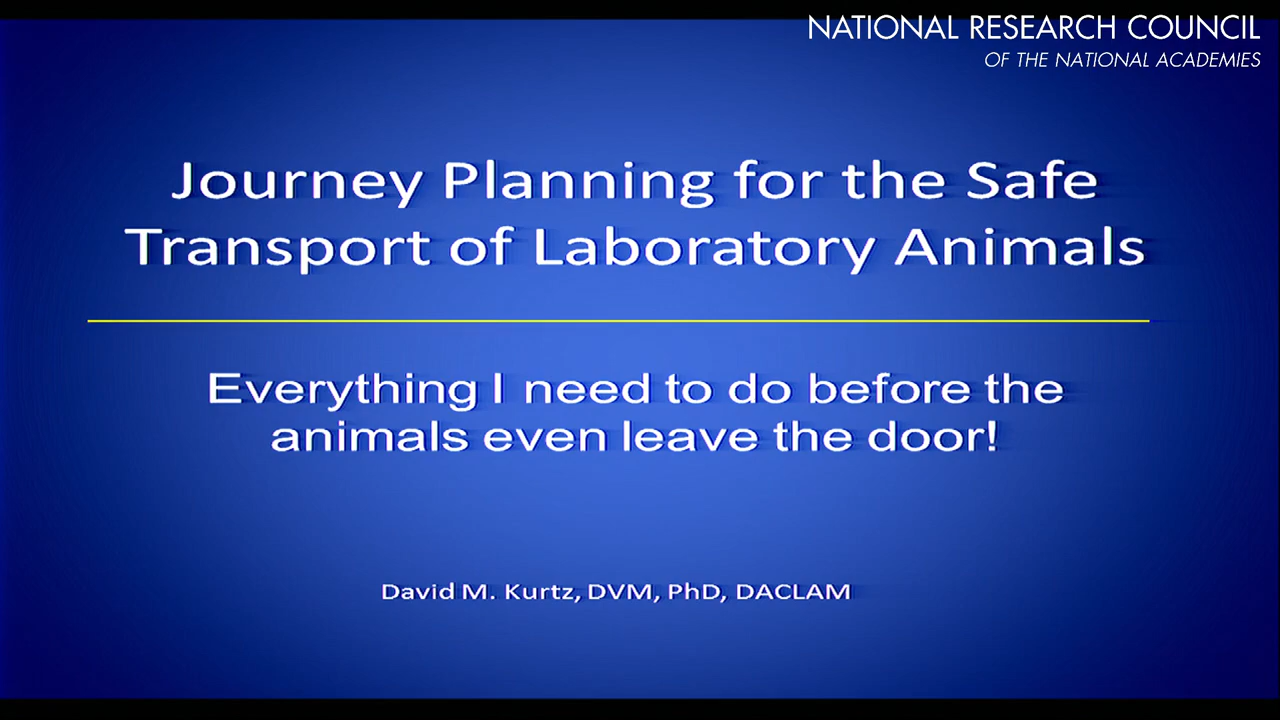 NATIONAL RESEARCH COUNCIL
OF THE NATIONAL ACADEMIES
Journey Planning for the Safe
Transport of Laboratory Animals
Everything I need to do before the
animals even leave the door!
David M. Kurtz, DVM, PhD, DACLAM